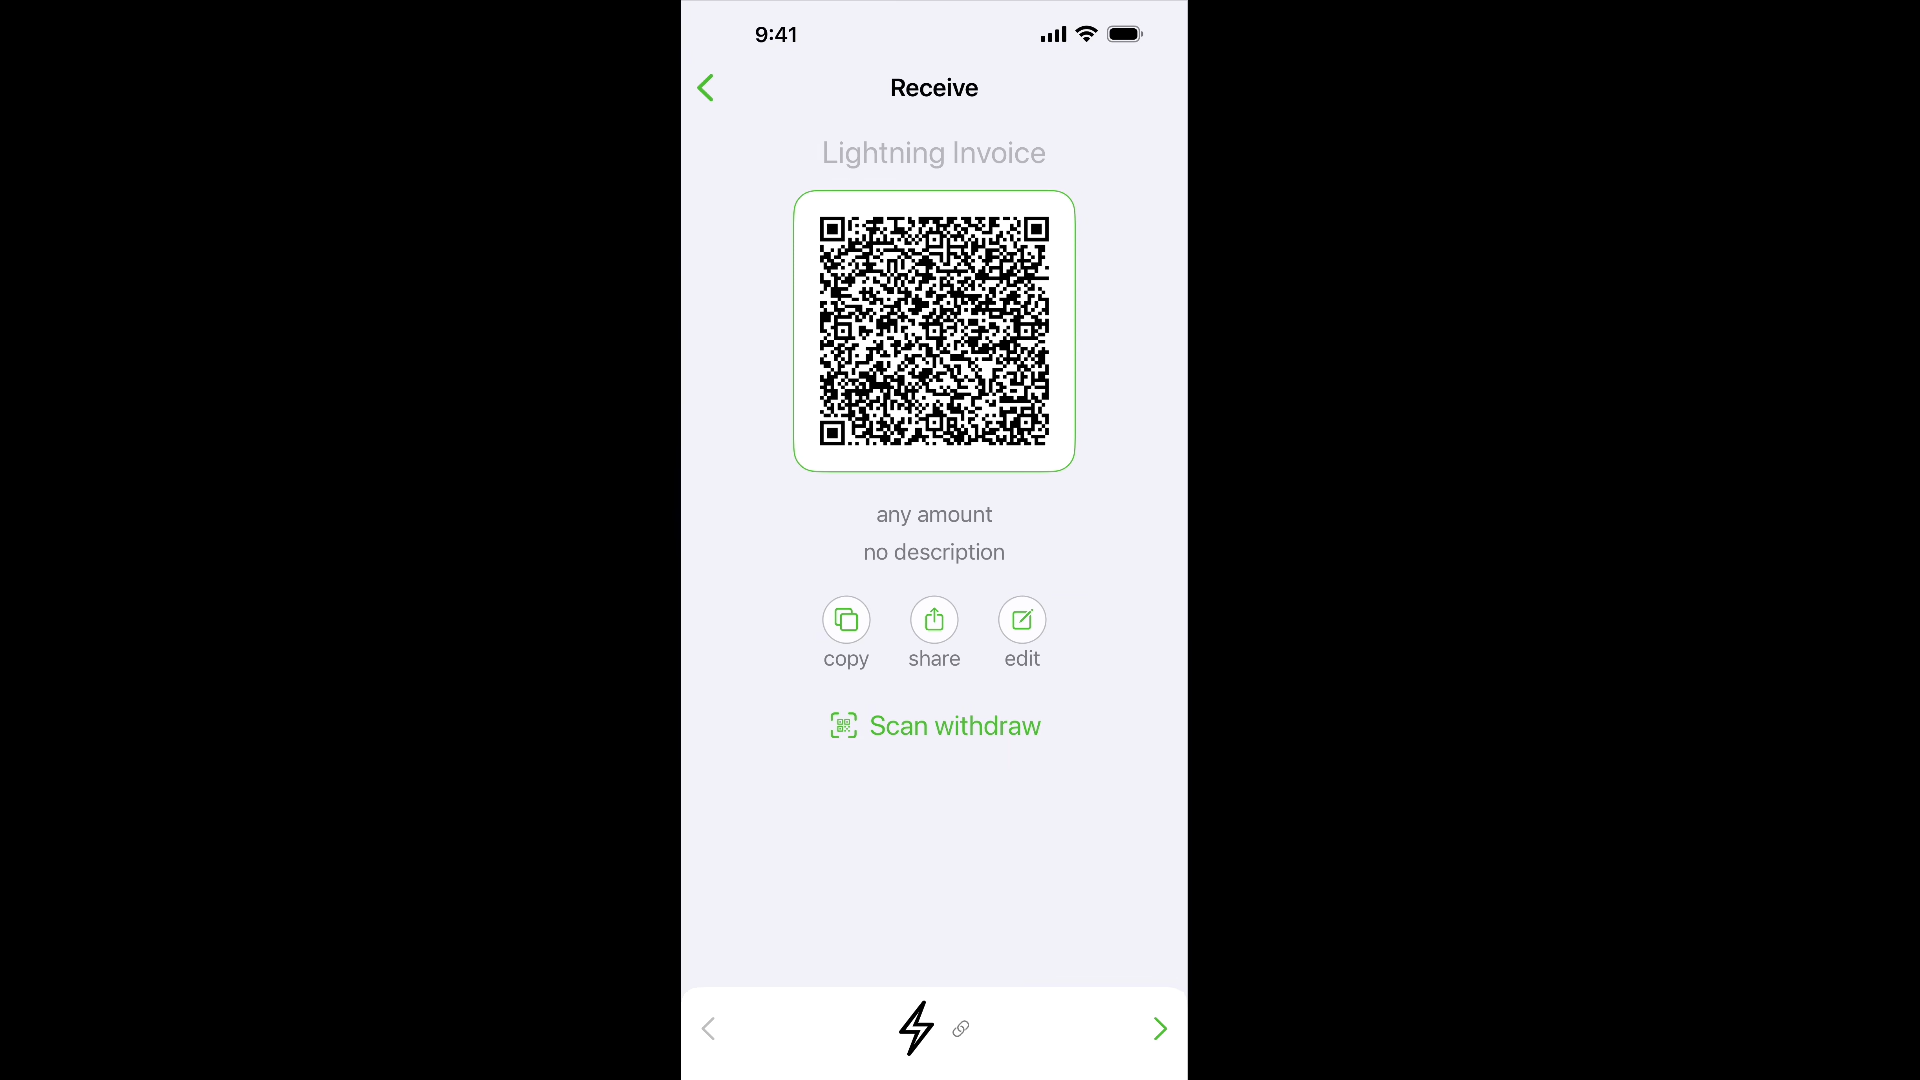 9:41
Receive
Lightning Invoice
any amount
no description
copy share edit
Scan withdraw